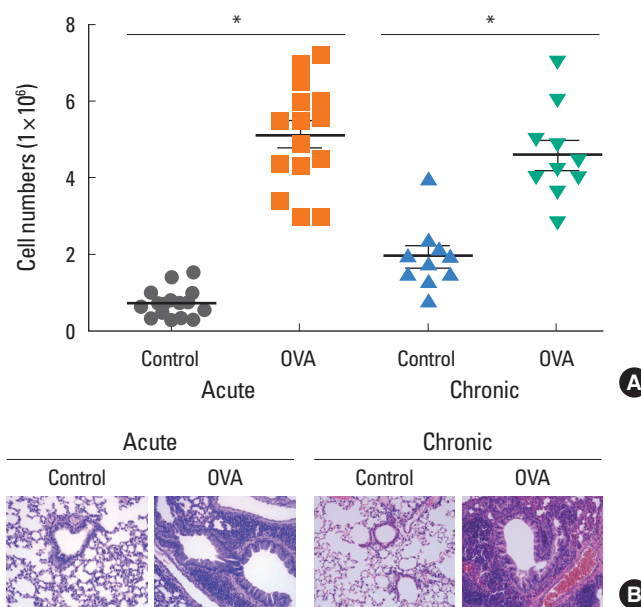 * *
8
6
4
2
0
Cell numbers (1 × 10⁶)
Control OVA Control OVA
Acute Chronic
A
Acute Chronic
Control OVA Control OVA
B